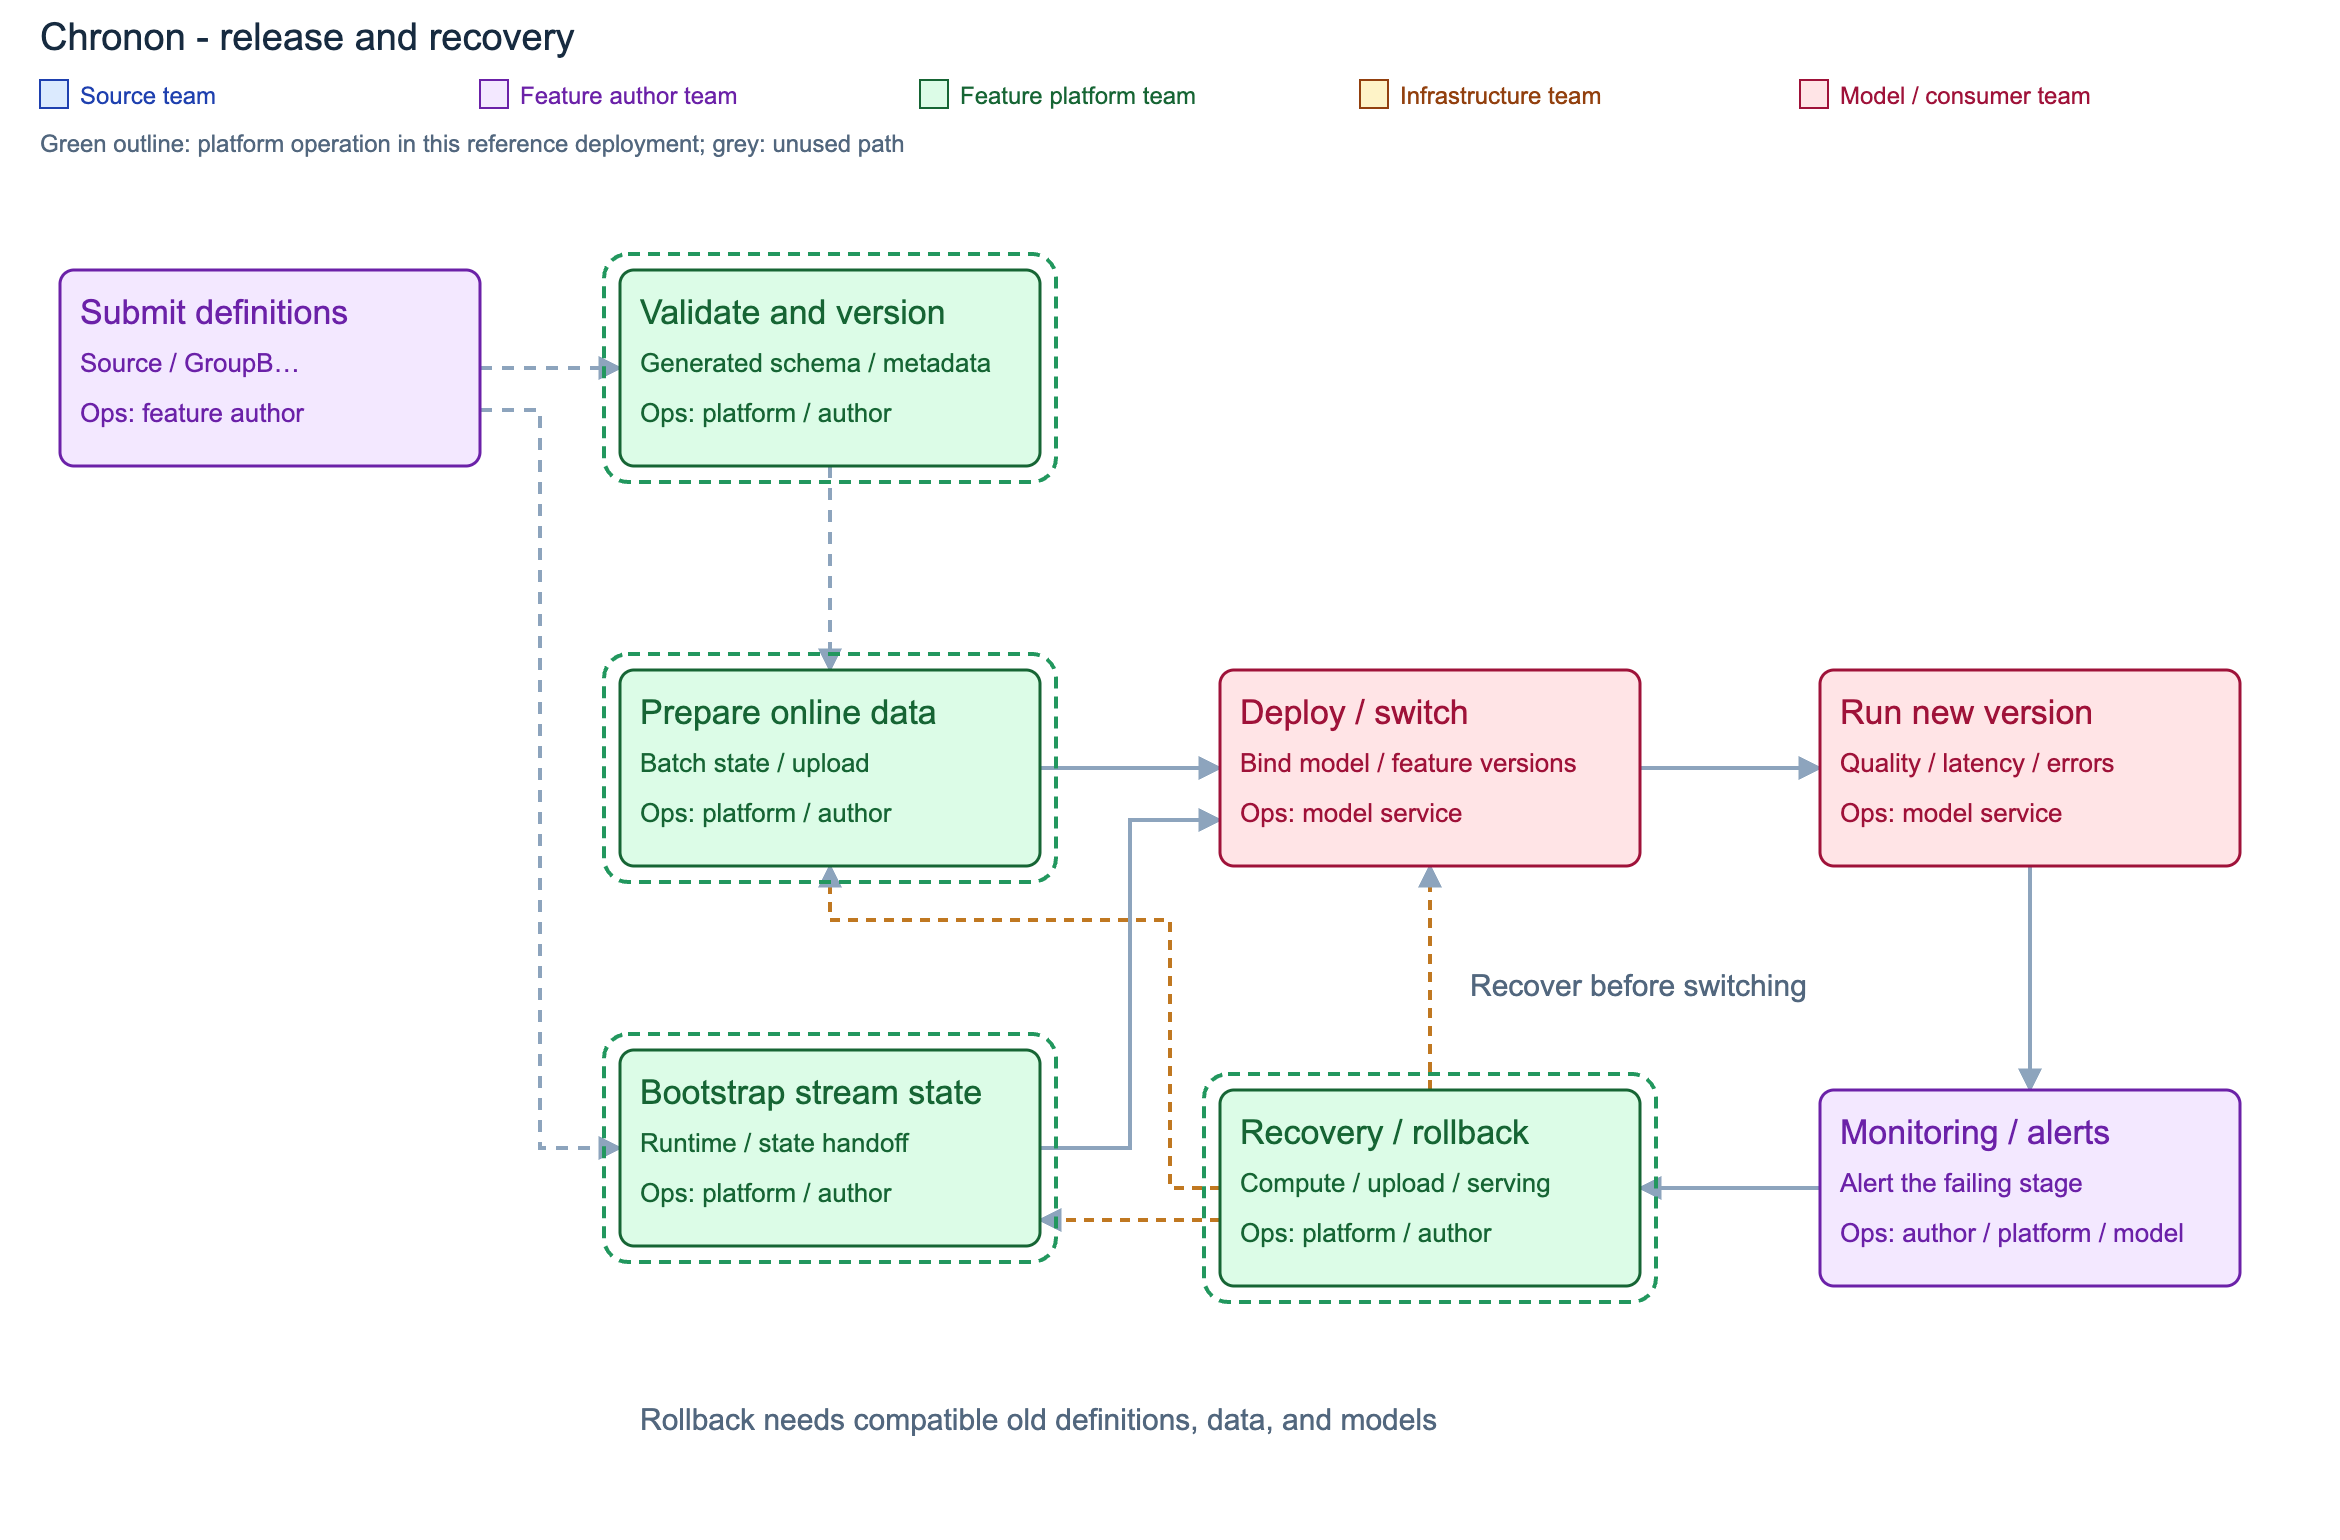 Chronon - release and recovery
Source team
Feature author team
Feature platform team
Infrastructure team
Model / consumer team
Green outline: platform operation in this reference deployment; grey: unused path
Submit definitions
Source / GroupB…
Ops: feature author
Validate and version
Generated schema / metadata
Ops: platform / author
Prepare online data
Batch state / upload
Ops: platform / author
Deploy / switch
Bind model / feature versions
Ops: model service
Run new version
Quality / latency / errors
Ops: model service
Recover before switching
Bootstrap stream state
Runtime / state handoff
Ops: platform / author
Recovery / rollback
Compute / upload / serving
Ops: platform / author
Monitoring / alerts
Alert the failing stage
Ops: author / platform / model
Rollback needs compatible old definitions, data, and models